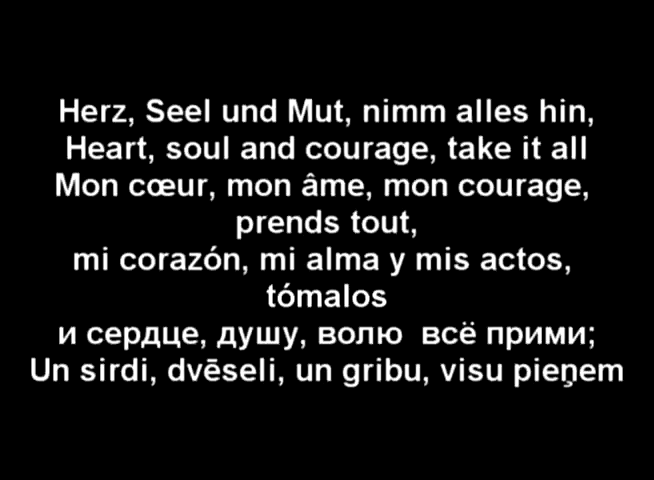 Herz, Seel und Mut, nimm alles hin,
Heart, soul and courage, take it all
Mon cœur, mon âme, mon courage,
prends tout,
mi corazón, mi alma y mis actos,
tómalos
и сердце, душу, волю всё прими;
Un sirdi, dvēseli, un gribu, visu pieņem